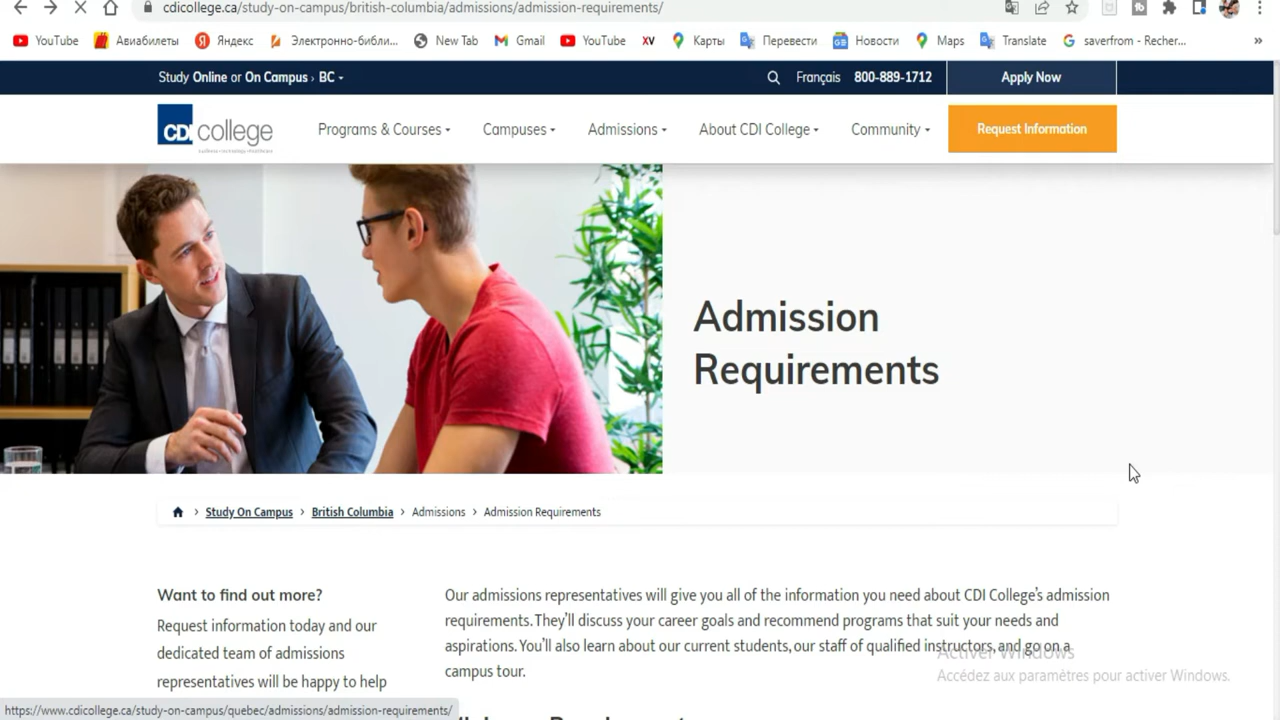 cdicollege.ca/study-on-campus/british-columbia/admissions/admission-requirements/
YouTube Авиабилеты Яндекс Электронно-библи... New Tab Gmail YouTube XV Карты Перевести Новости Maps Translate saverfrom - Recher... »
Study Online or On Campus › BC
Français 800-889-1712 Apply Now
CDI college
Programs & Courses Campuses Admissions About CDI College Community Request Information
Admission
Requirements
Study On Campus › British Columbia › Admissions › Admission Requirements
Want to find out more?
Request information today and our
dedicated team of admissions
representatives will be happy to help
Our admissions representatives will give you all of the information you need about CDI College's admission
requirements. They'll discuss your career goals and recommend programs that suit your needs and
aspirations. You'll also learn about our current students, our staff of qualified instructors, and go on a
campus tour.
Activer Windows
Accédez aux paramètres pour activer Windows.
https://www.cdicollege.ca/study-on-campus/quebec/admissions/admission-requirements/